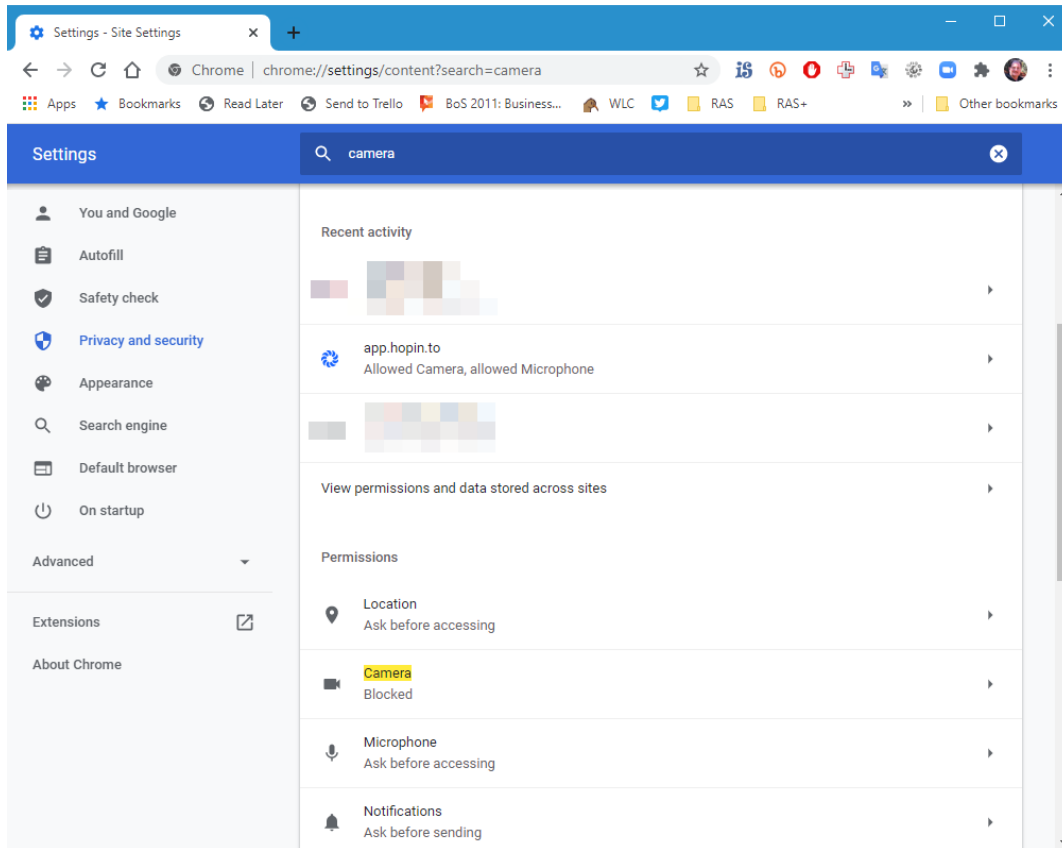 Settings - Site Settings
Chrome | chrome://settings/content?search=camera
Apps Bookmarks Read Later Send to Trello BoS 2011: Business... WLC RAS RAS+ » Other bookmarks
Settings
camera
You and Google
Autofill
Safety check
Privacy and security
Appearance
Search engine
Default browser
On startup
Advanced
Extensions
About Chrome
Recent activity
app.hopin.to
Allowed Camera, allowed Microphone
View permissions and data stored across sites
Permissions
Location
Ask before accessing
Camera
Blocked
Microphone
Ask before accessing
Notifications
Ask before sending